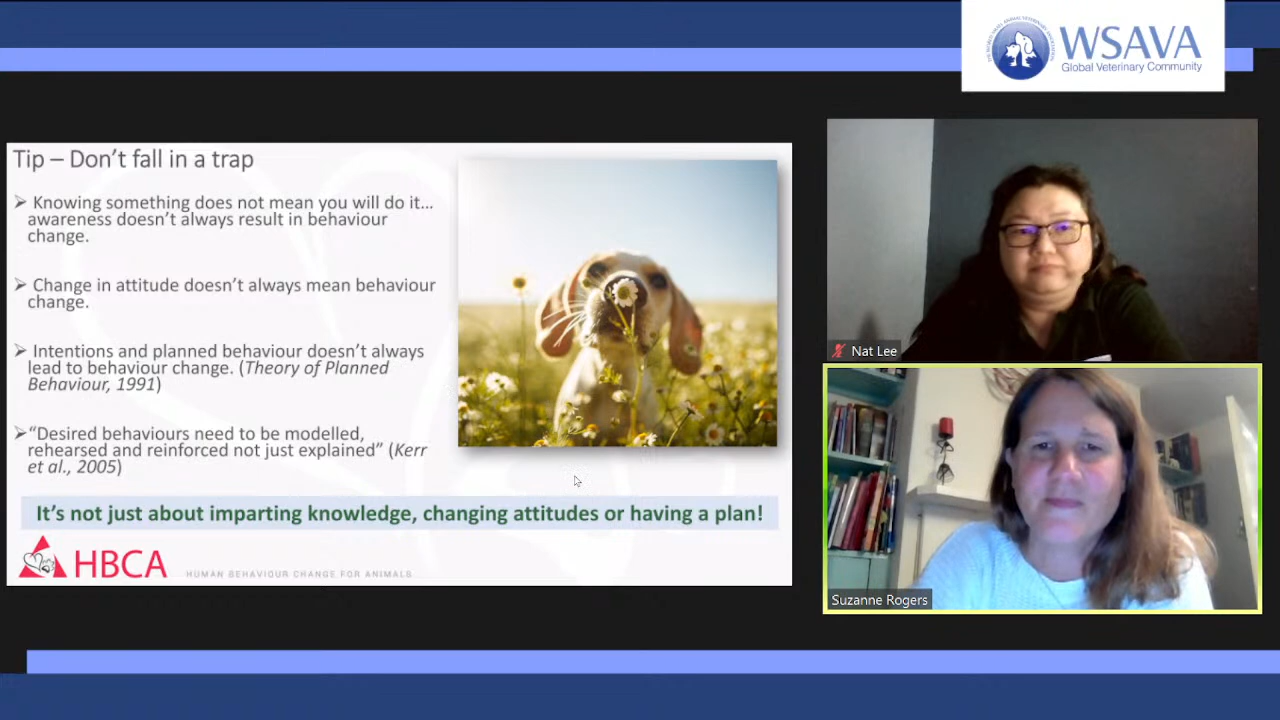 WSAVA
Global Veterinary Community
Tip – Don't fall in a trap
➢ Knowing something does not mean you will do it…
awareness doesn't always result in behaviour
change.
➢ Change in attitude doesn't always mean behaviour
change.
➢ Intentions and planned behaviour doesn't always
lead to behaviour change. (Theory of Planned
Behaviour, 1991)
➢ "Desired behaviours need to be modelled,
rehearsed and reinforced not just explained" (Kerr
et al., 2005)
It's not just about imparting knowledge, changing attitudes or having a plan!
HBCA
HUMAN BEHAVIOUR CHANGE FOR ANIMALS
Nat Lee
Suzanne Rogers